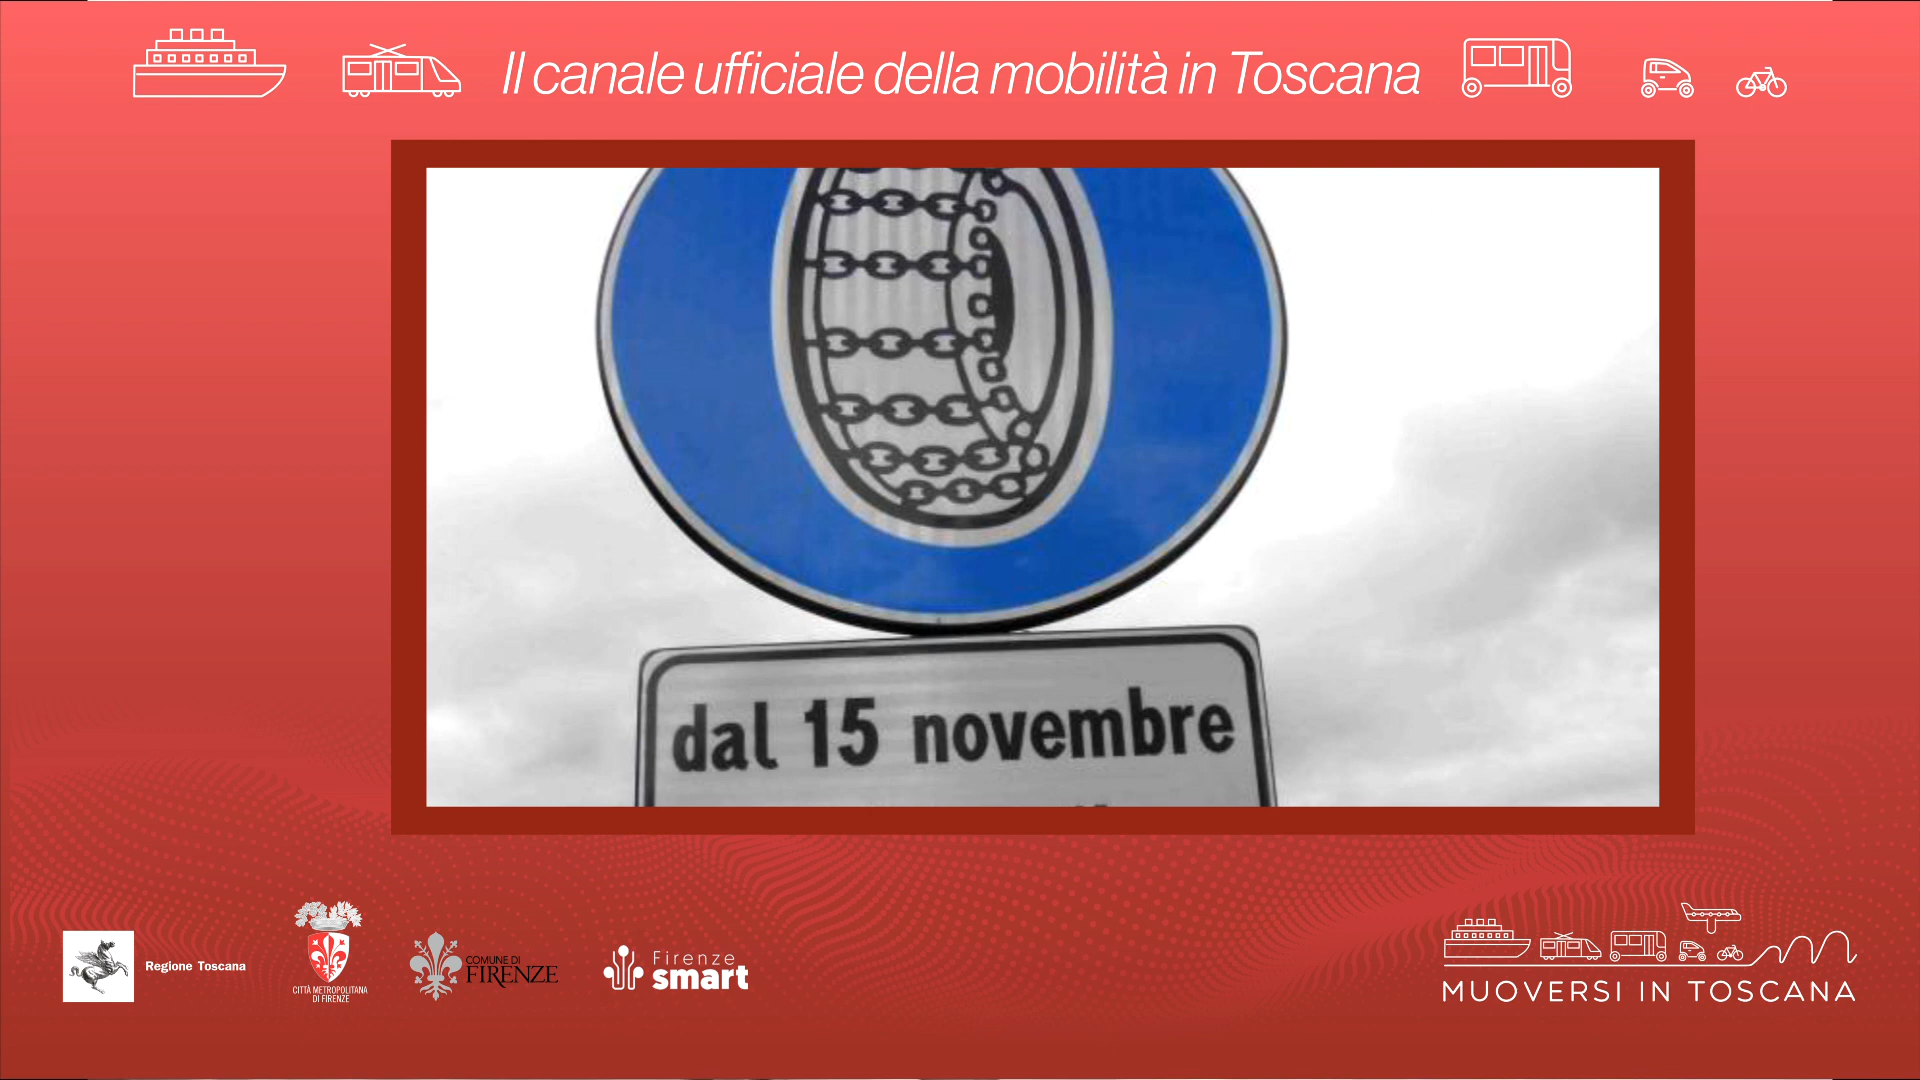 Il canale ufficiale della mobilità in Toscana
dal 15 novembre
Regione Toscana
CITTÀ METROPOLITANA
DI FIRENZE
COMUNE DI
FIRENZE
Firenze
smart
MUOVERSI IN TOSCANA